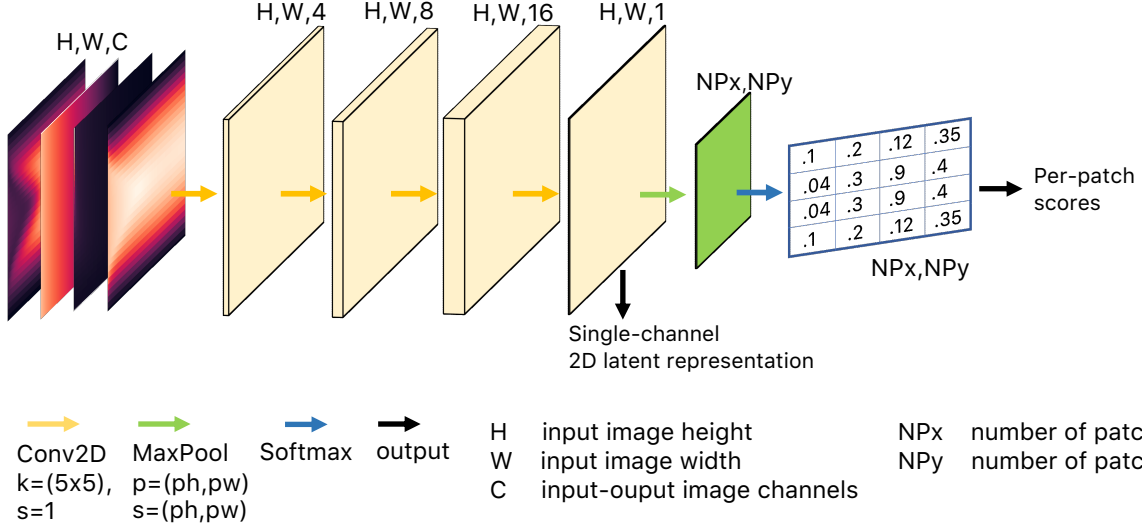 H,W,C
H,W,4
H,W,8
H,W,16
H,W,1
NPx,NPy
.1 .2 .12 .35
.04 .3 .9 .4
.04 .3 .9 .4
.1 .2 .12 .35
NPx,NPy
Per-patch
scores
Single-channel
2D latent representation
Conv2D
k=(5x5),
s=1
MaxPool
p=(ph,pw)
s=(ph,pw)
Softmax
output
H input image height
W input image width
C input-ouput image channels
NPx number of patc
NPy number of patc